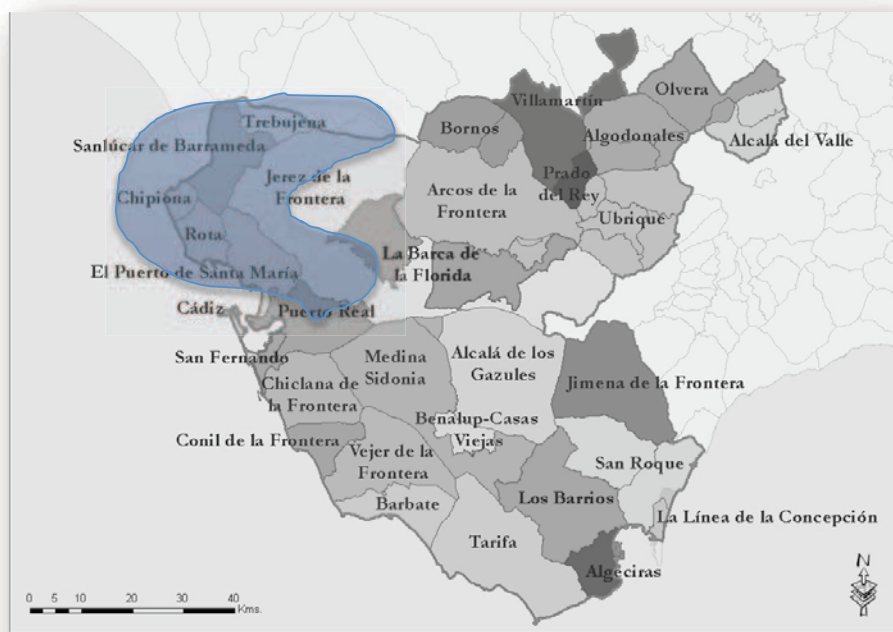 Villamartín
Olvera
Trebujena
Bornos
Algodonales
Alcalá del Valle
Sanlúcar de Barrameda
Jerez de la
Frontera
Prado
del Rey
Arcos de la
Frontera
Chipiona
Ubrique
Rota
La Barca de
la Florida
El Puerto de Santa María
Cádiz
Puerto Real
San Fernando
Medina
Sidonia
Alcalá de los
Gazules
Jimena de la Frontera
Chiclana de
la Frontera
Benalup-Casas
Viejas
Conil de la Frontera
Vejer de la
Frontera
San Roque
Barbate
Los Barrios
La Línea de la Concepción
Tarifa
Algeciras
N
0 5 10 20 30 40
Kms.